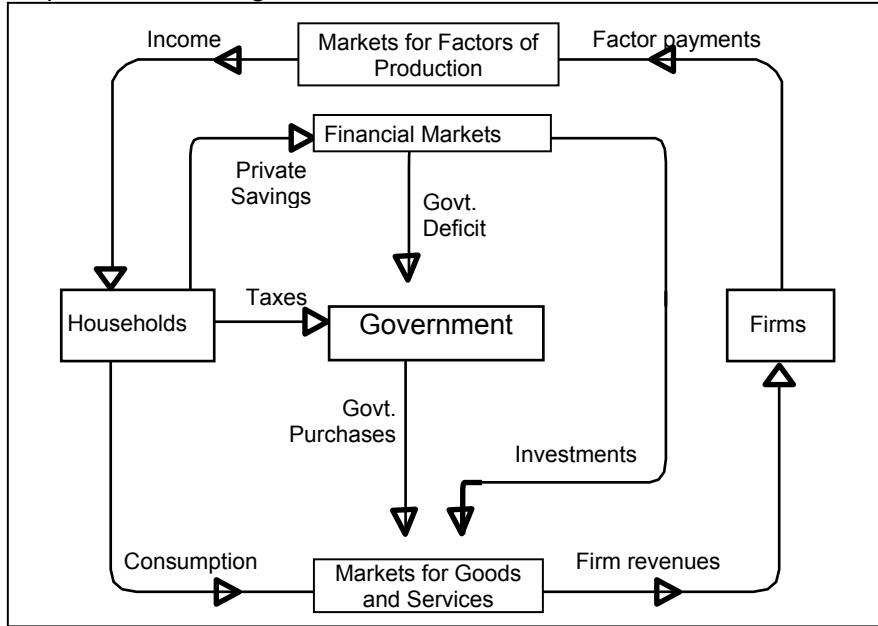 Income
Markets for Factors of
Production
Factor payments
Financial Markets
Private
Savings
Govt.
Deficit
Households
Taxes
Government
Firms
Govt.
Purchases
Investments
Consumption
Markets for Goods
and Services
Firm revenues